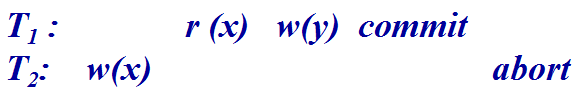 T₁ : r (x) w(y) commit
T₂: w(x) abort